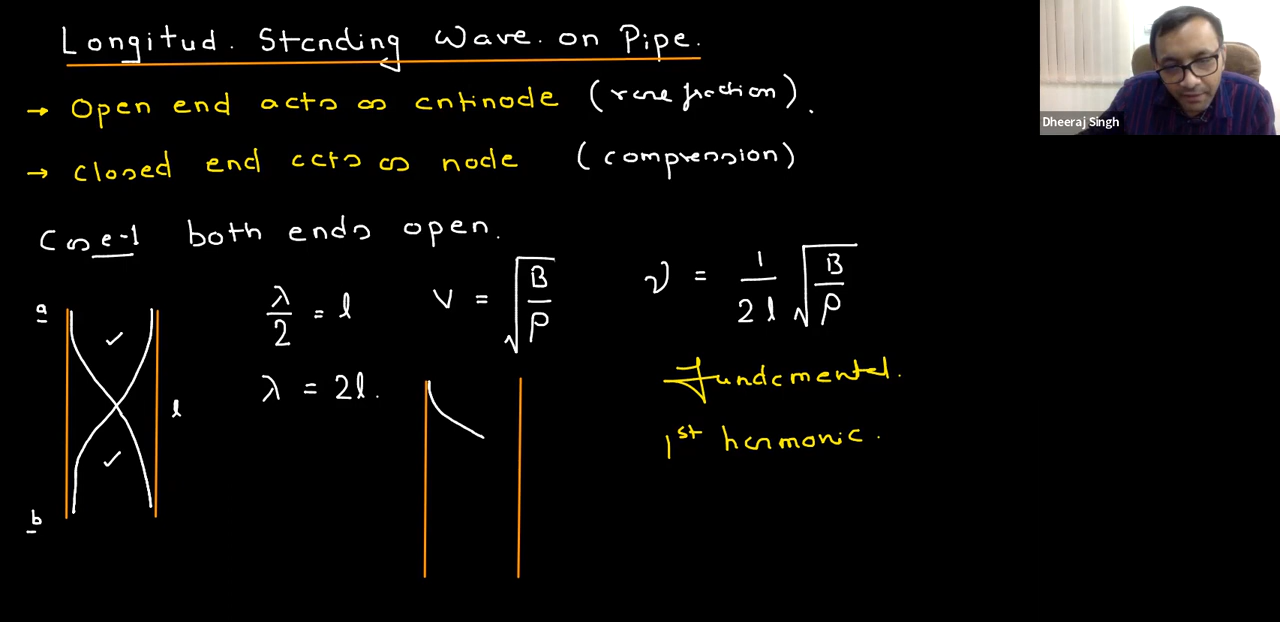 Longitud. Standing Wave on Pipe.
→ Open end acts as antinode (rarefraction).
→ Closed end acts as node (compression)
Case-1 both ends open.
a
b
l
λ/2 = l
λ = 2l.
V = √(B/ρ)
ν = 1/2l √(B/ρ)
fundamental.
1st harmonic.
Dheeraj Singh